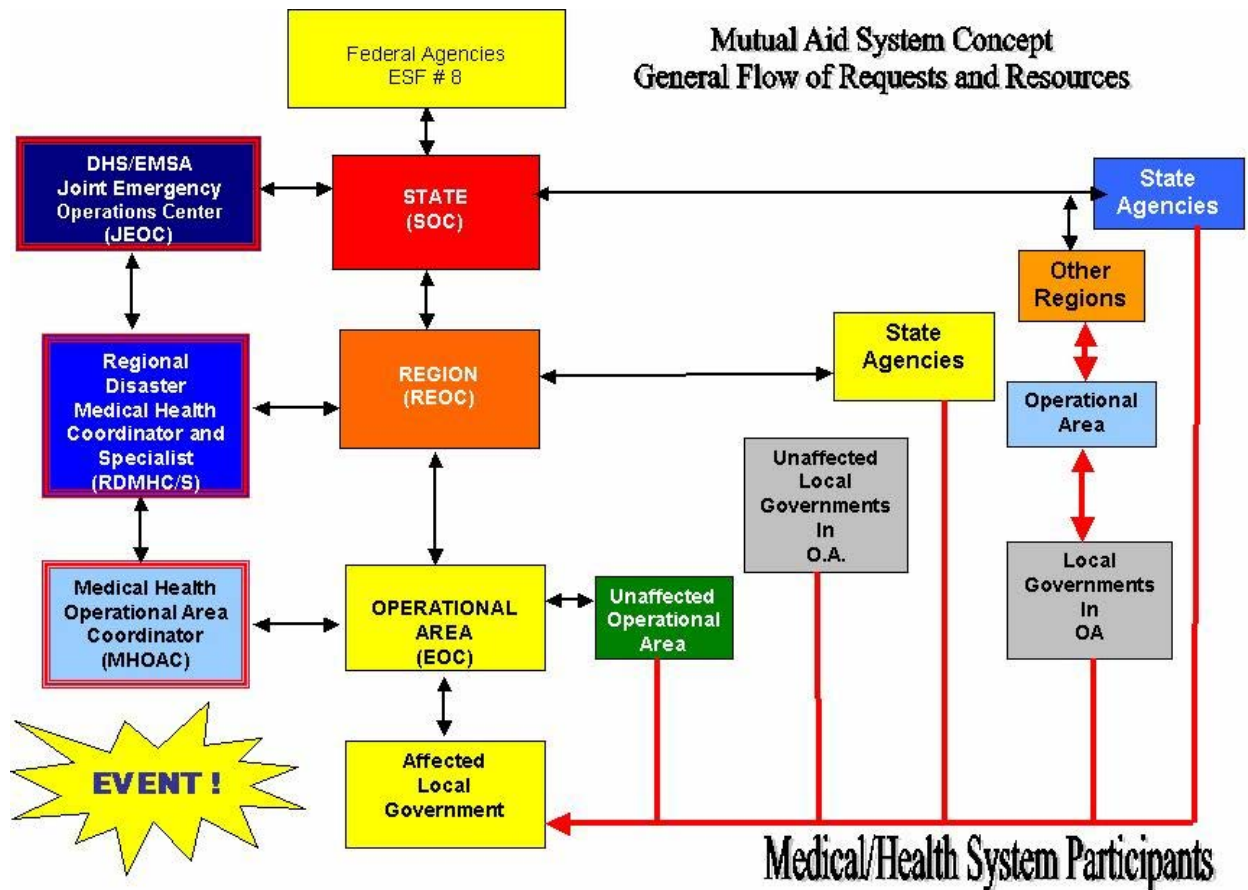 Mutual Aid System Concept
General Flow of Requests and Resources
Federal Agencies
ESF # 8
DHS/EMSA
Joint Emergency
Operations Center
(JEOC)
STATE
(SOC)
State
Agencies
Other
Regions
Regional
Disaster
Medical Health
Coordinator and
Specialist
(RDMHC/S)
REGION
(REOC)
State
Agencies
Operational
Area
Unaffected
Local
Governments
In
O.A.
Local
Governments
In
OA
Medical Health
Operational Area
Coordinator
(MHOAC)
OPERATIONAL
AREA
(EOC)
Unaffected
Operational
Area
EVENT !
Affected
Local
Government
Medical/Health System Participants